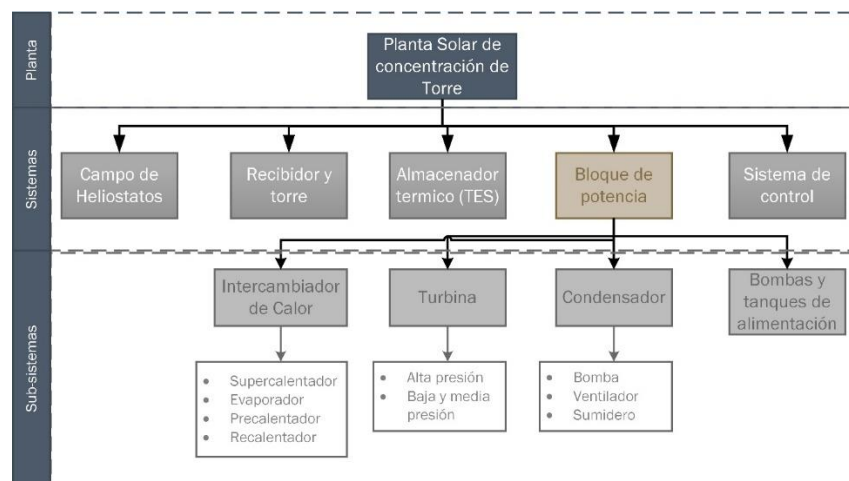 Planta
Planta Solar de
concentración de
Torre
Sistemas
Campo de
Heliostatos
Recibidor y
torre
Almacenador
termico (TES)
Bloque de
potencia
Sistema de
control
Sub-sistemas
Intercambiador
de Calor
Turbina
Condensador
Bombas y
tanques de
alimentación
• Supercalentador
• Evaporador
• Precalentador
• Recalentador
• Alta presión
• Baja y media
presión
• Bomba
• Ventilador
• Sumidero